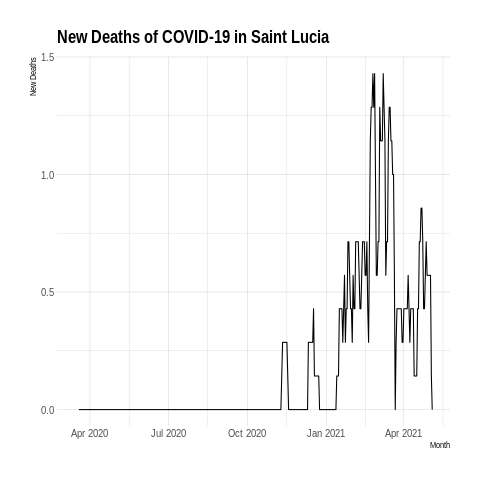 New Deaths of COVID-19 in Saint Lucia
New Deaths
1.5
1.0
0.5
0.0
Apr 2020 Jul 2020 Oct 2020 Jan 2021 Apr 2021
Month